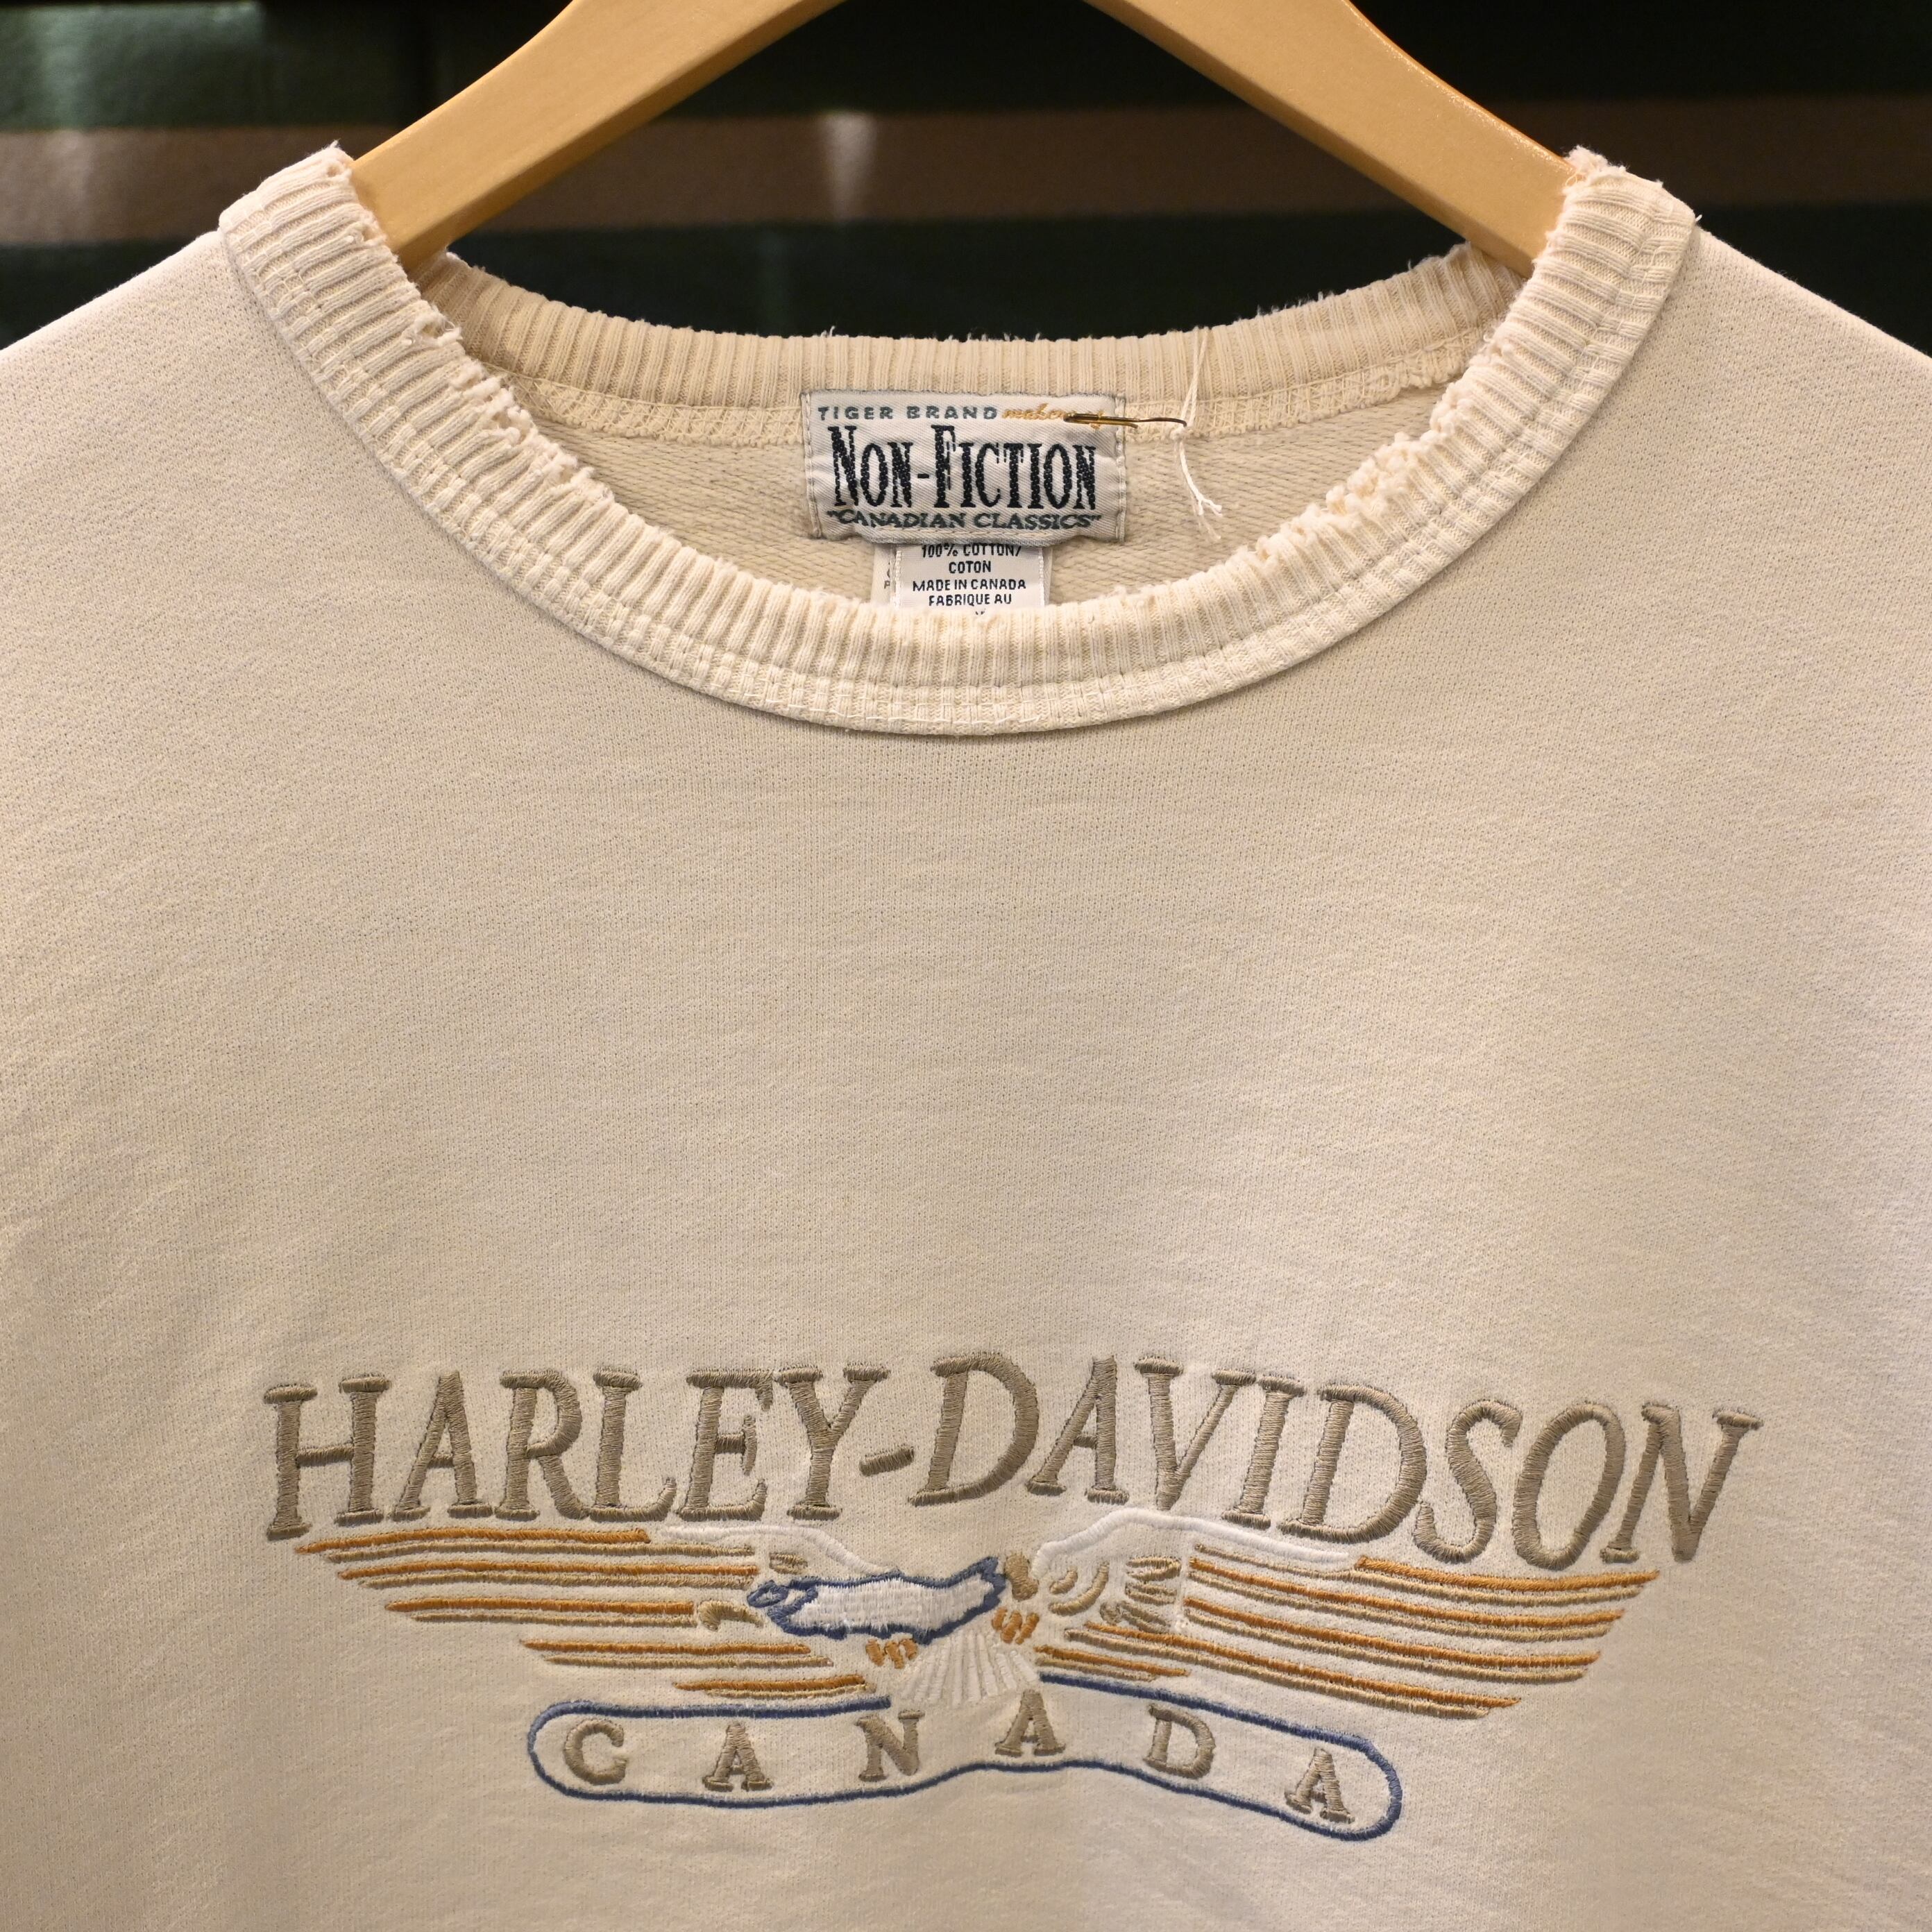 TIGER BRAND
NON-FICTION
"CANADIAN CLASSICS"
100% COTTON/
COTON
MADE IN CANADA
FABRIQUE AU
HARLEY-DAVIDSON
CANADA